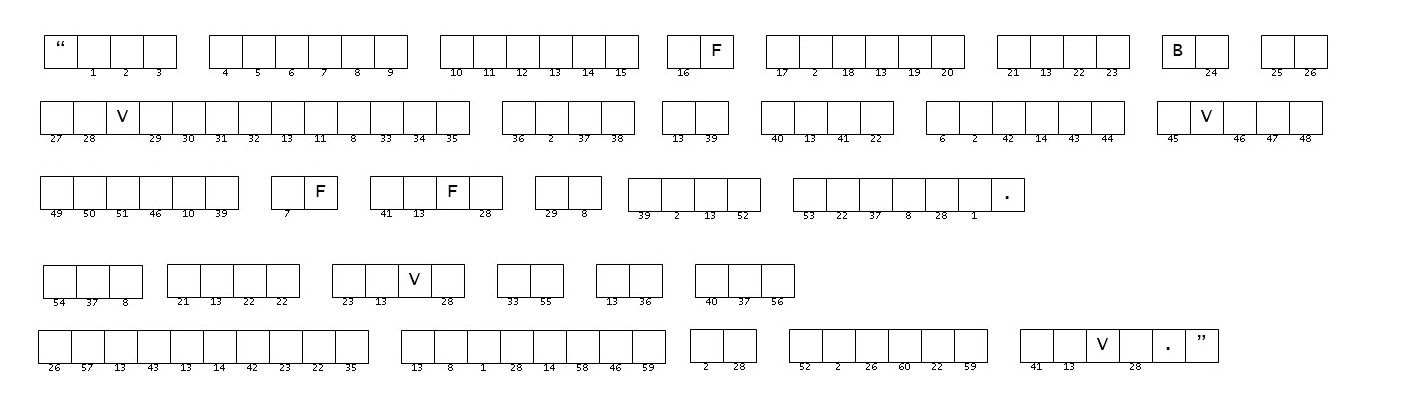 “ 1 2 3 4 5 6 7 8 9 10 11 12 13 14 15 16 F 17 2 18 13 19 20 21 13 22 23 B 24 25 26
27 28 V 29 30 31 32 13 11 8 33 34 35 36 2 37 38 13 39 40 13 41 22 6 2 42 14 43 44 45 V 46 47 48
49 50 51 46 10 39 7 F 41 13 F 28 29 8 39 2 13 52 53 22 37 8 28 1 .
54 37 8 21 13 22 22 23 13 V 28 33 55 13 36 40 37 56
26 57 13 43 13 14 42 23 22 35 13 8 1 28 14 58 46 59 2 28 52 2 26 60 22 59 41 13 V 28 . ”